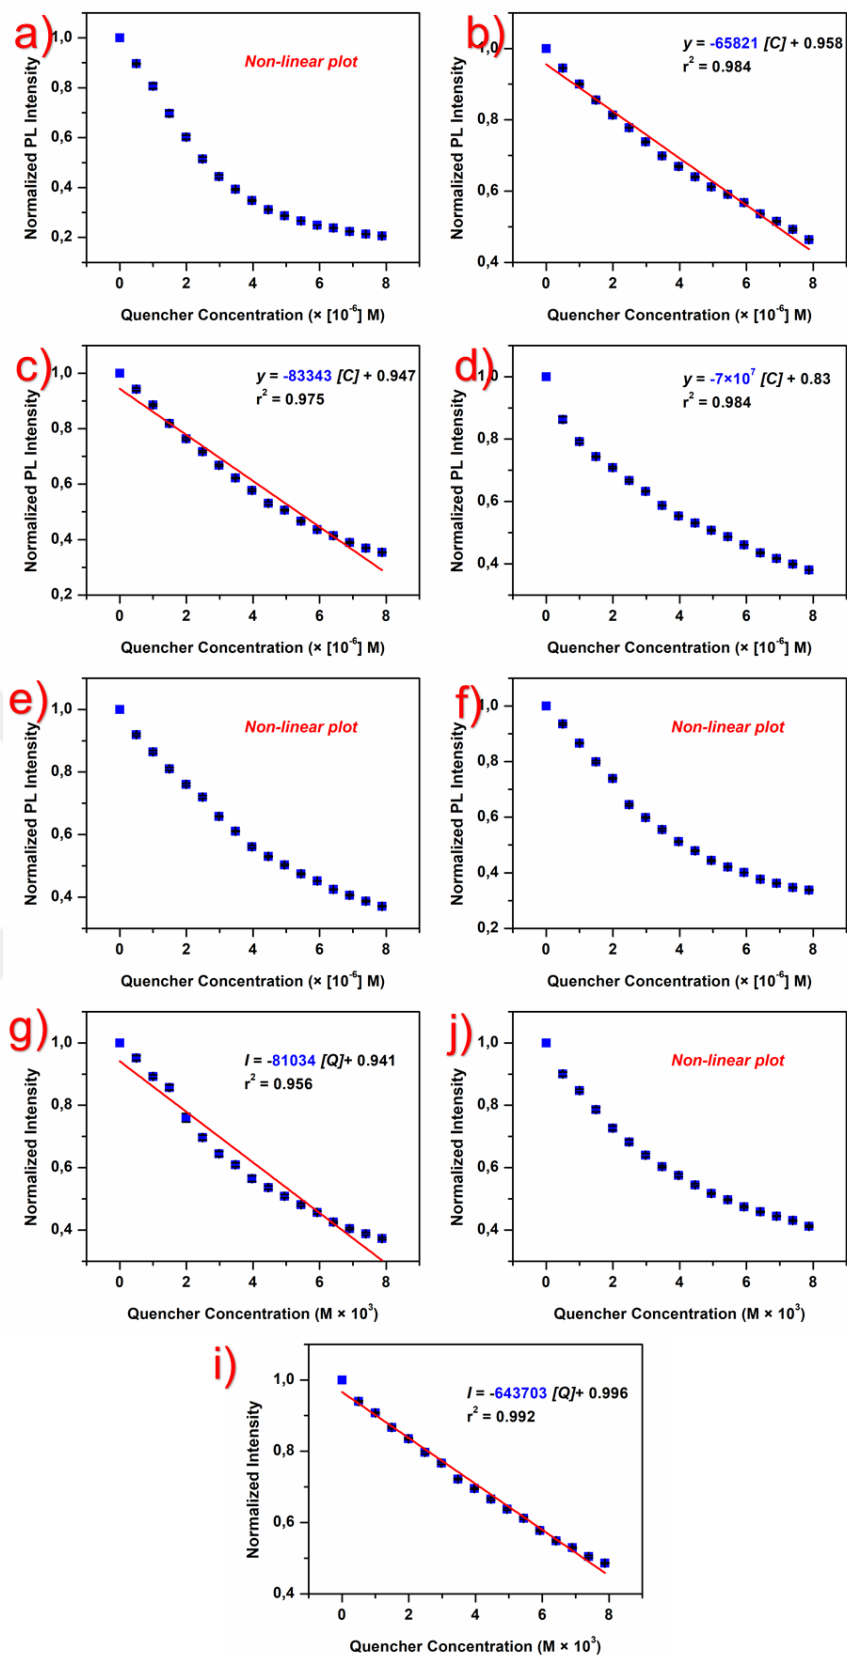 a)
Non-linear plot
Normalized PL Intensity
1,0
0,8
0,6
0,4
0,2
0 2 4 6 8
Quencher Concentration (× [10⁻⁶] M)
b)
y = -65821 [C] + 0.958
r² = 0.984
Normalized PL Intensity
1,0
0,8
0,6
0,4
0 2 4 6 8
Quencher Concentration (× [10⁻⁶] M)
c)
y = -83343 [C] + 0.947
r² = 0.975
Normalized PL Intensity
1,0
0,8
0,6
0,4
0,2
0 2 4 6 8
Quencher Concentration (× [10⁻⁶] M)
d)
y = -7×10⁷ [C] + 0.83
r² = 0.984
Normalized PL Intensity
1,0
0,8
0,6
0,4
0 2 4 6 8
Quencher Concentration (× [10⁻⁶] M)
e)
Non-linear plot
Normalized PL Intensity
1,0
0,8
0,6
0,4
0 2 4 6 8
Quencher Concentration (× [10⁻⁶] M)
f)
Non-linear plot
Normalized PL Intensity
1,0
0,8
0,6
0,4
0,2
0 2 4 6 8
Quencher Concentration (× [10⁻⁶] M)
g)
I = -81034 [Q]+ 0.941
r² = 0.956
Normalized Intensity
1,0
0,8
0,6
0,4
0 2 4 6 8
Quencher Concentration (M × 10³)
j)
Non-linear plot
Normalized Intensity
1,0
0,8
0,6
0,4
0 2 4 6 8
Quencher Concentration (M × 10³)
i)
I = -643703 [Q]+ 0.996
r² = 0.992
Normalized Intensity
1,0
0,8
0,6
0,4
0 2 4 6 8
Quencher Concentration (M × 10³)